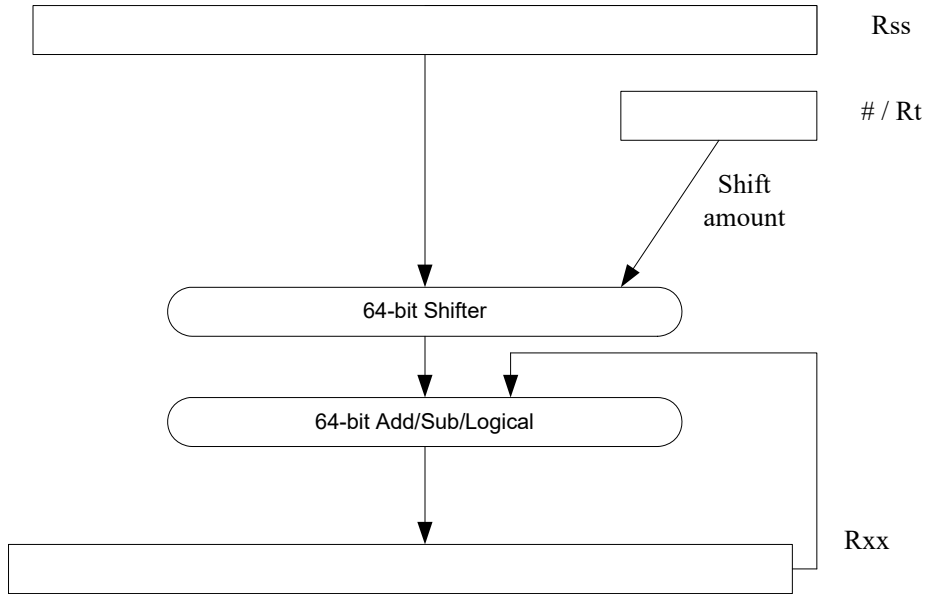 Rss
# / Rt
Shift
amount
64-bit Shifter
64-bit Add/Sub/Logical
Rxx